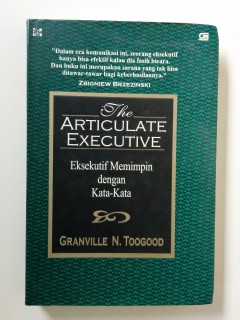 "Dalam era komunikasi ini, seorang eksekutif
hanya bisa efektif kalau dia fasih bicara.
Dan buku ini merupakan sarana yang tak bisa
ditawar-tawar bagi keberhasilannya."
ZBIGNIEW BRZEZINSKI
The
ARTICULATE
EXECUTIVE
Eksekutif Memimpin
dengan
Kata-Kata
GRANVILLE N. TOOGOOD